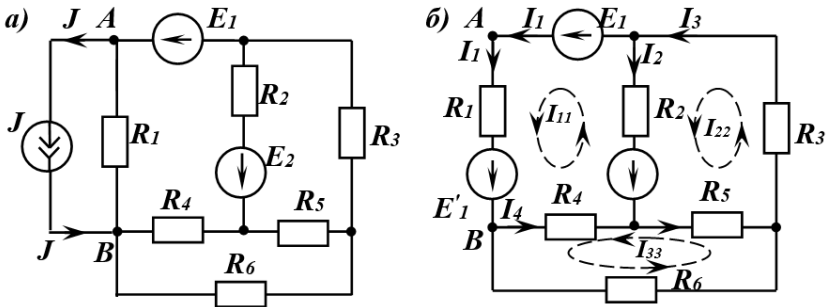 а) J A E1 б) A I1 E1 I3
I1 I2
J R1 R2 R3 R1 I11 R2 I22 R3
E2
R4 R5 E'1 I4 R4 R5
J B B I33
R6 R6